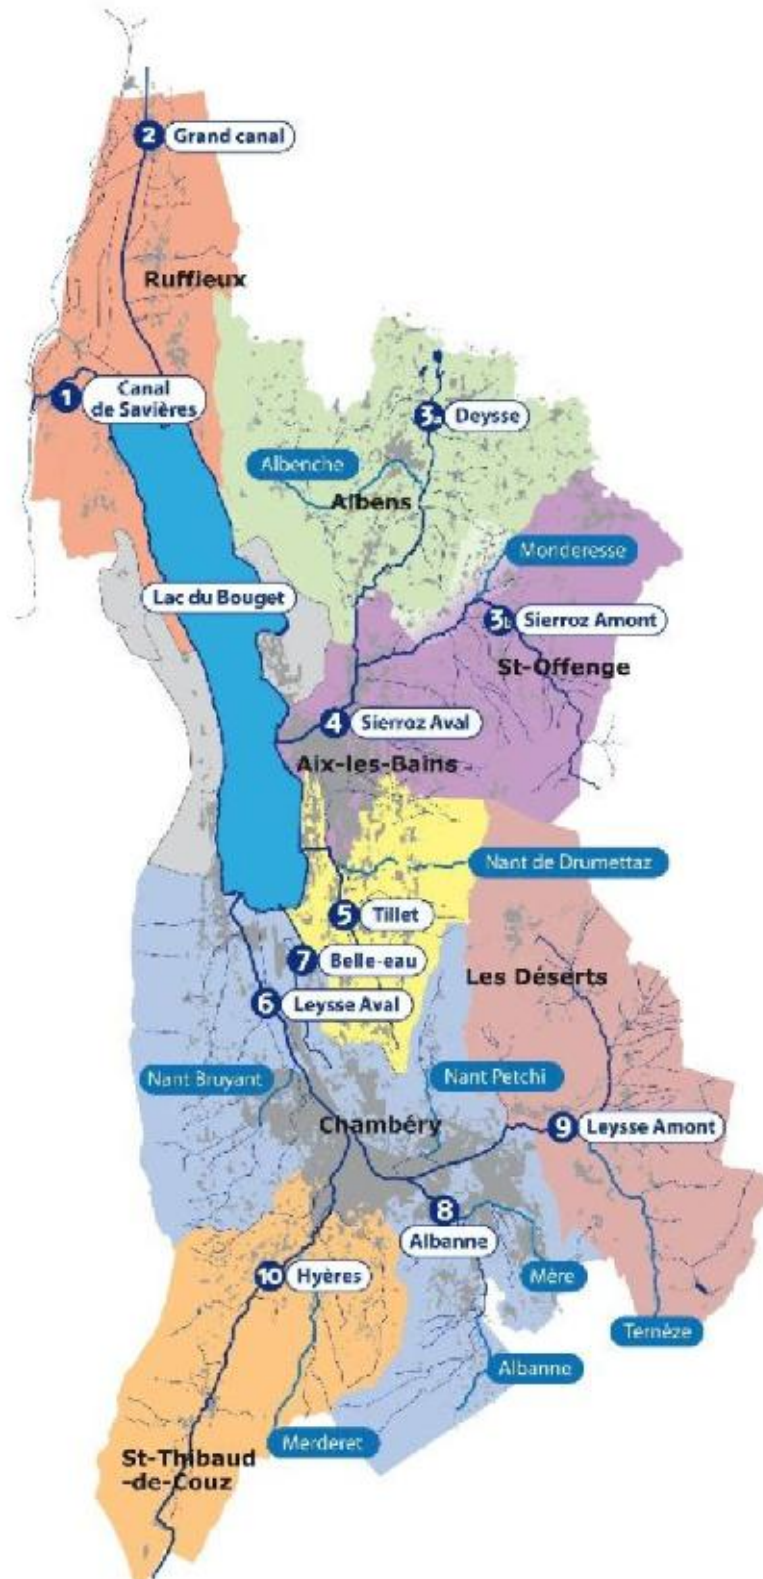 2 Grand canal
Ruffieux
1 Canal
de Savières
3a Deysse
Albenche
Albens
Monderesse
Lac du Bouget
3b Sierroz Amont
St-Offenge
4 Sierroz Aval
Aix-les-Bains
Nant de Drumettaz
5 Tillet
7 Belle-eau
Les Déserts
6 Leysse Aval
Nant Bruyant
Nant Petchi
Chambéry
9 Leysse Amont
8
Albanne
10 Hyères
Mère
Ternèze
Albanne
Merderet
St-Thibaud
-de-Couz